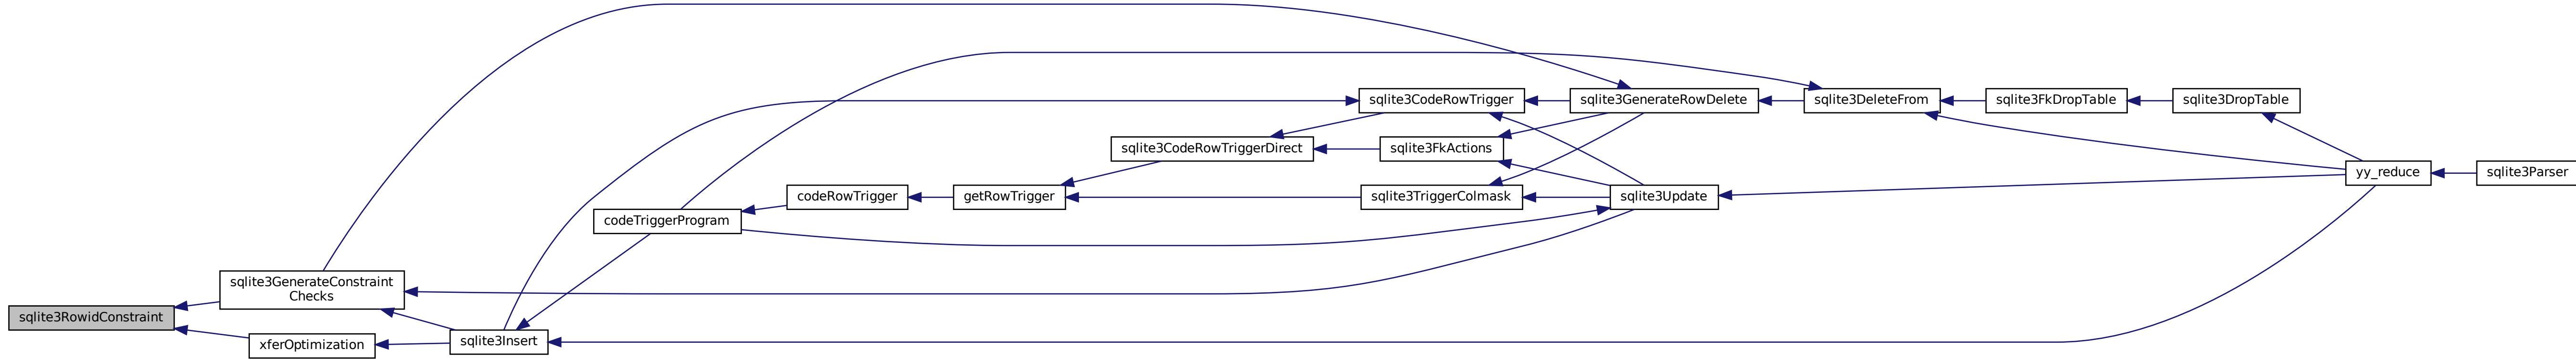 sqlite3RowidConstraint
sqlite3GenerateConstraint
Checks
xferOptimization
sqlite3Insert
codeTriggerProgram
codeRowTrigger
getRowTrigger
sqlite3CodeRowTriggerDirect
sqlite3CodeRowTrigger
sqlite3FkActions
sqlite3TriggerColmask
sqlite3GenerateRowDelete
sqlite3Update
sqlite3DeleteFrom
sqlite3FkDropTable
sqlite3DropTable
yy_reduce
sqlite3Parser